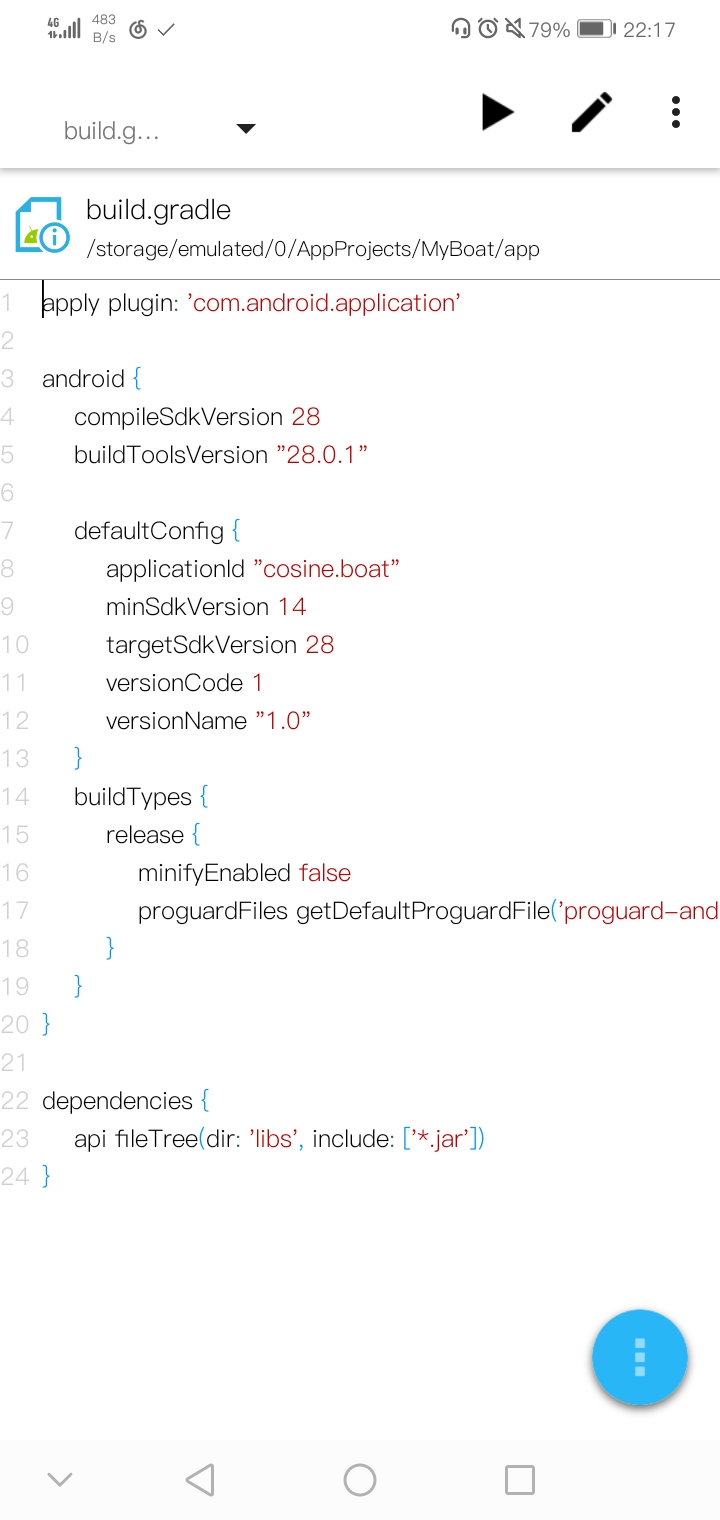 4G 483 B/s 79% 22:17
build.g...
build.gradle
/storage/emulated/0/AppProjects/MyBoat/app
1 apply plugin: 'com.android.application'
2
3 android {
4 compileSdkVersion 28
5 buildToolsVersion "28.0.1"
6
7 defaultConfig {
8 applicationId "cosine.boat"
9 minSdkVersion 14
10 targetSdkVersion 28
11 versionCode 1
12 versionName "1.0"
13 }
14 buildTypes {
15 release {
16 minifyEnabled false
17 proguardFiles getDefaultProguardFile('proguard-and
18 }
19 }
20 }
21
22 dependencies {
23 api fileTree(dir: 'libs', include: ['*.jar'])
24 }